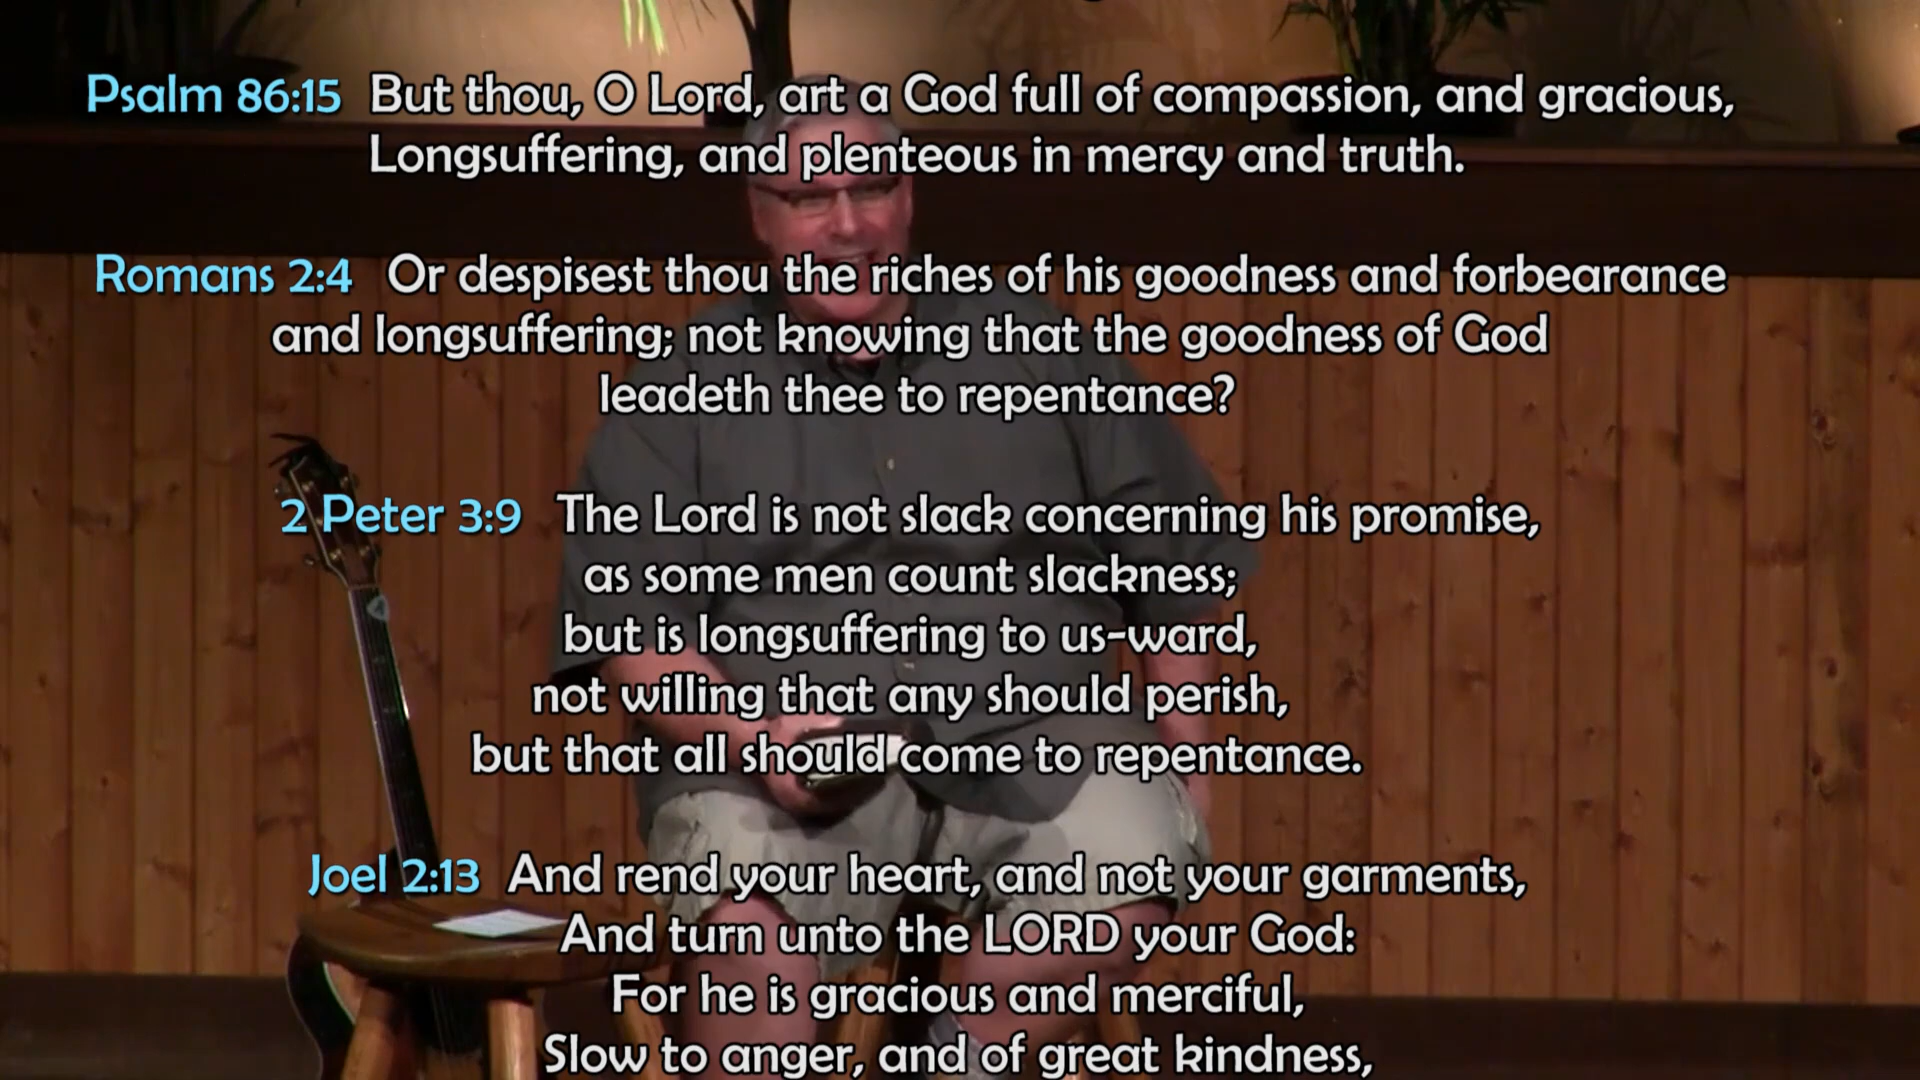 Psalm 86:15 But thou, O Lord, art a God full of compassion, and gracious,
Longsuffering, and plenteous in mercy and truth.
Romans 2:4 Or despisest thou the riches of his goodness and forbearance
and longsuffering; not knowing that the goodness of God
leadeth thee to repentance?
2 Peter 3:9 The Lord is not slack concerning his promise,
as some men count slackness;
but is longsuffering to us-ward,
not willing that any should perish,
but that all should come to repentance.
Joel 2:13 And rend your heart, and not your garments,
And turn unto the LORD your God:
For he is gracious and merciful,
Slow to anger, and of great kindness,